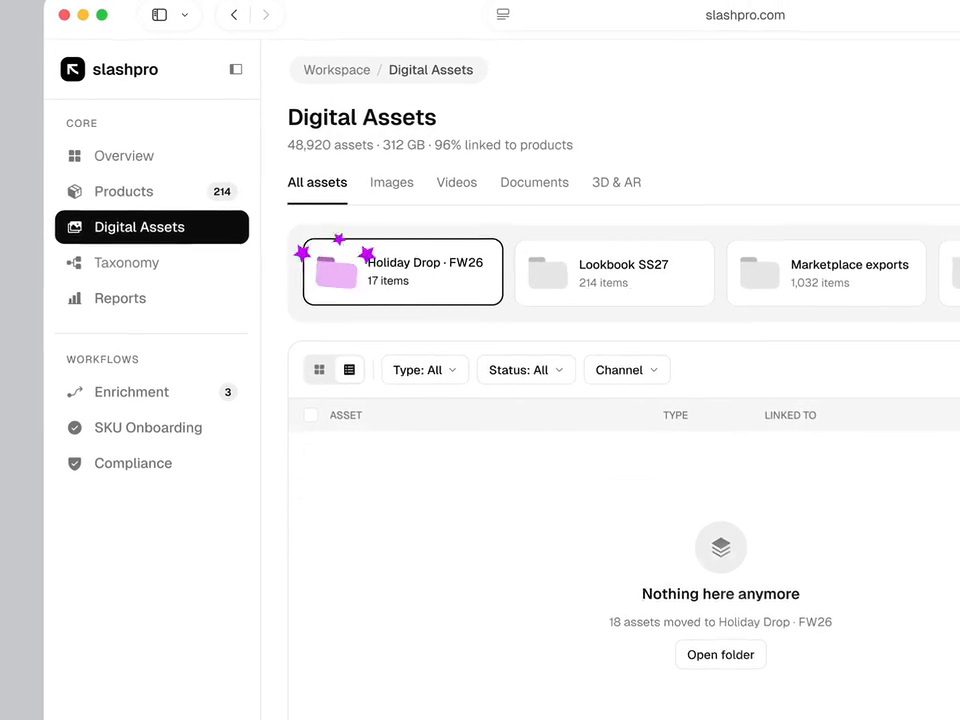 slashpro.com
slashpro
CORE
Overview
Products 214
Digital Assets
Taxonomy
Reports
WORKFLOWS
Enrichment 3
SKU Onboarding
Compliance
Workspace / Digital Assets
Digital Assets
48,920 assets · 312 GB · 96% linked to products
All assets Images Videos Documents 3D & AR
Holiday Drop · FW26
17 items
Lookbook SS27
214 items
Marketplace exports
1,032 items
Type: All Status: All Channel
ASSET TYPE LINKED TO
Nothing here anymore
18 assets moved to Holiday Drop · FW26
Open folder